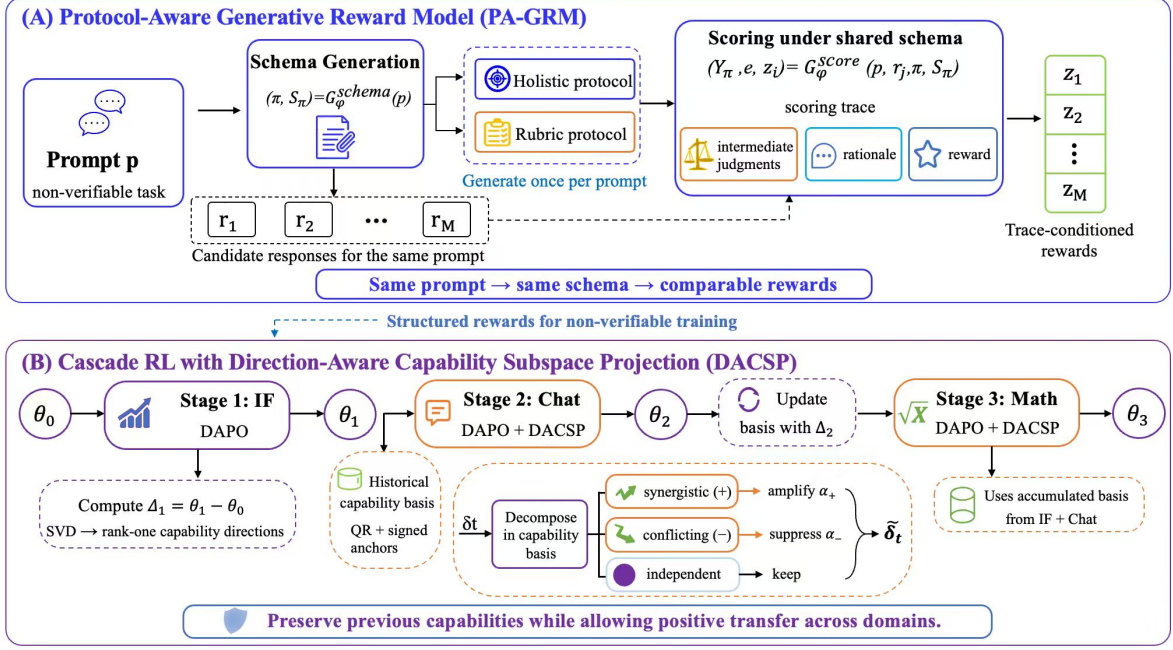 (A) Protocol-Aware Generative Reward Model (PA-GRM)
Prompt p
non-verifiable task
Schema Generation
(π, S_π)=G_φ^schema(p)
Holistic protocol
Rubric protocol
Generate once per prompt
Scoring under shared schema
(Y_π ,e, z_i)= G_φ^score (p, r_j,π, S_π)
scoring trace
intermediate
judgments
rationale
reward
z_1
z_2
⋮
z_M
Trace-conditioned
rewards
r_1
r_2
•••
r_M
Candidate responses for the same prompt
Same prompt → same schema → comparable rewards
Structured rewards for non-verifiable training
(B) Cascade RL with Direction-Aware Capability Subspace Projection (DACSP)
θ_0
Stage 1: IF
DAPO
θ_1
Stage 2: Chat
DAPO + DACSP
θ_2
Update
basis with Δ_2
√X
Stage 3: Math
DAPO + DACSP
θ_3
Compute Δ_1 = θ_1 − θ_0
SVD → rank-one capability directions
Historical
capability basis
QR + signed
anchors
δt
Decompose
in capability
basis
synergistic (+)
amplify α_+
conflicting (−)
suppress α_−
independent
keep
δ̃_t
Uses accumulated basis
from IF + Chat
Preserve previous capabilities while allowing positive transfer across domains.